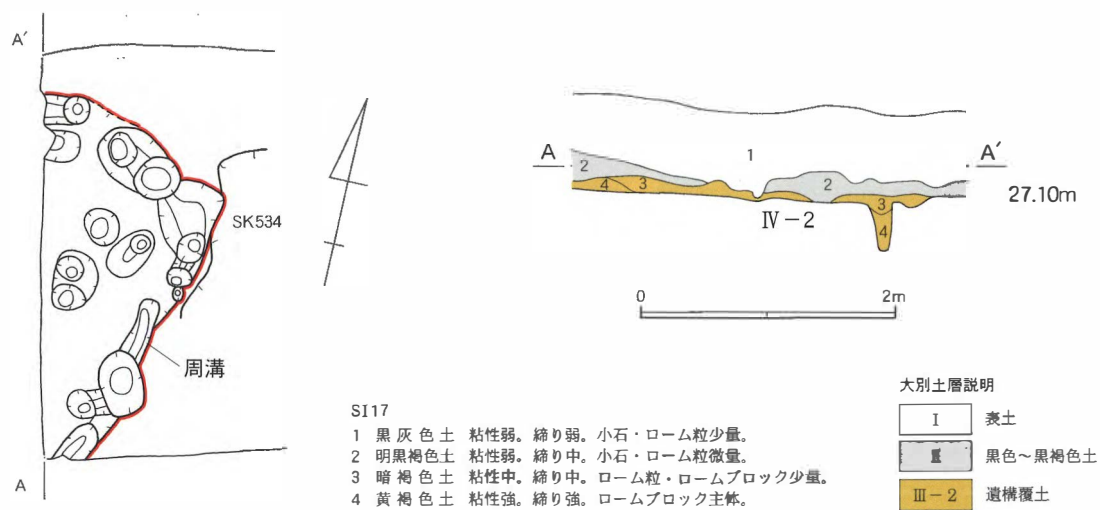 A′
SK534
周溝
A
A
A′
1
2
2
4
3
3
4
Ⅳ−2
27.10m
0
2m
SI17
1 黒灰色土 粘性弱。締り弱。小石・ローム粒少量。
2 明黒褐色土 粘性弱。締り中。小石・ローム粒微量。
3 暗褐色土 粘性中。締り中。ローム粒・ロームブロック少量。
4 黄褐色土 粘性強。締り強。ロームブロック主体。
大別土層説明
Ⅰ 表土
黒色～黒褐色土
Ⅲ−2 遺構覆土